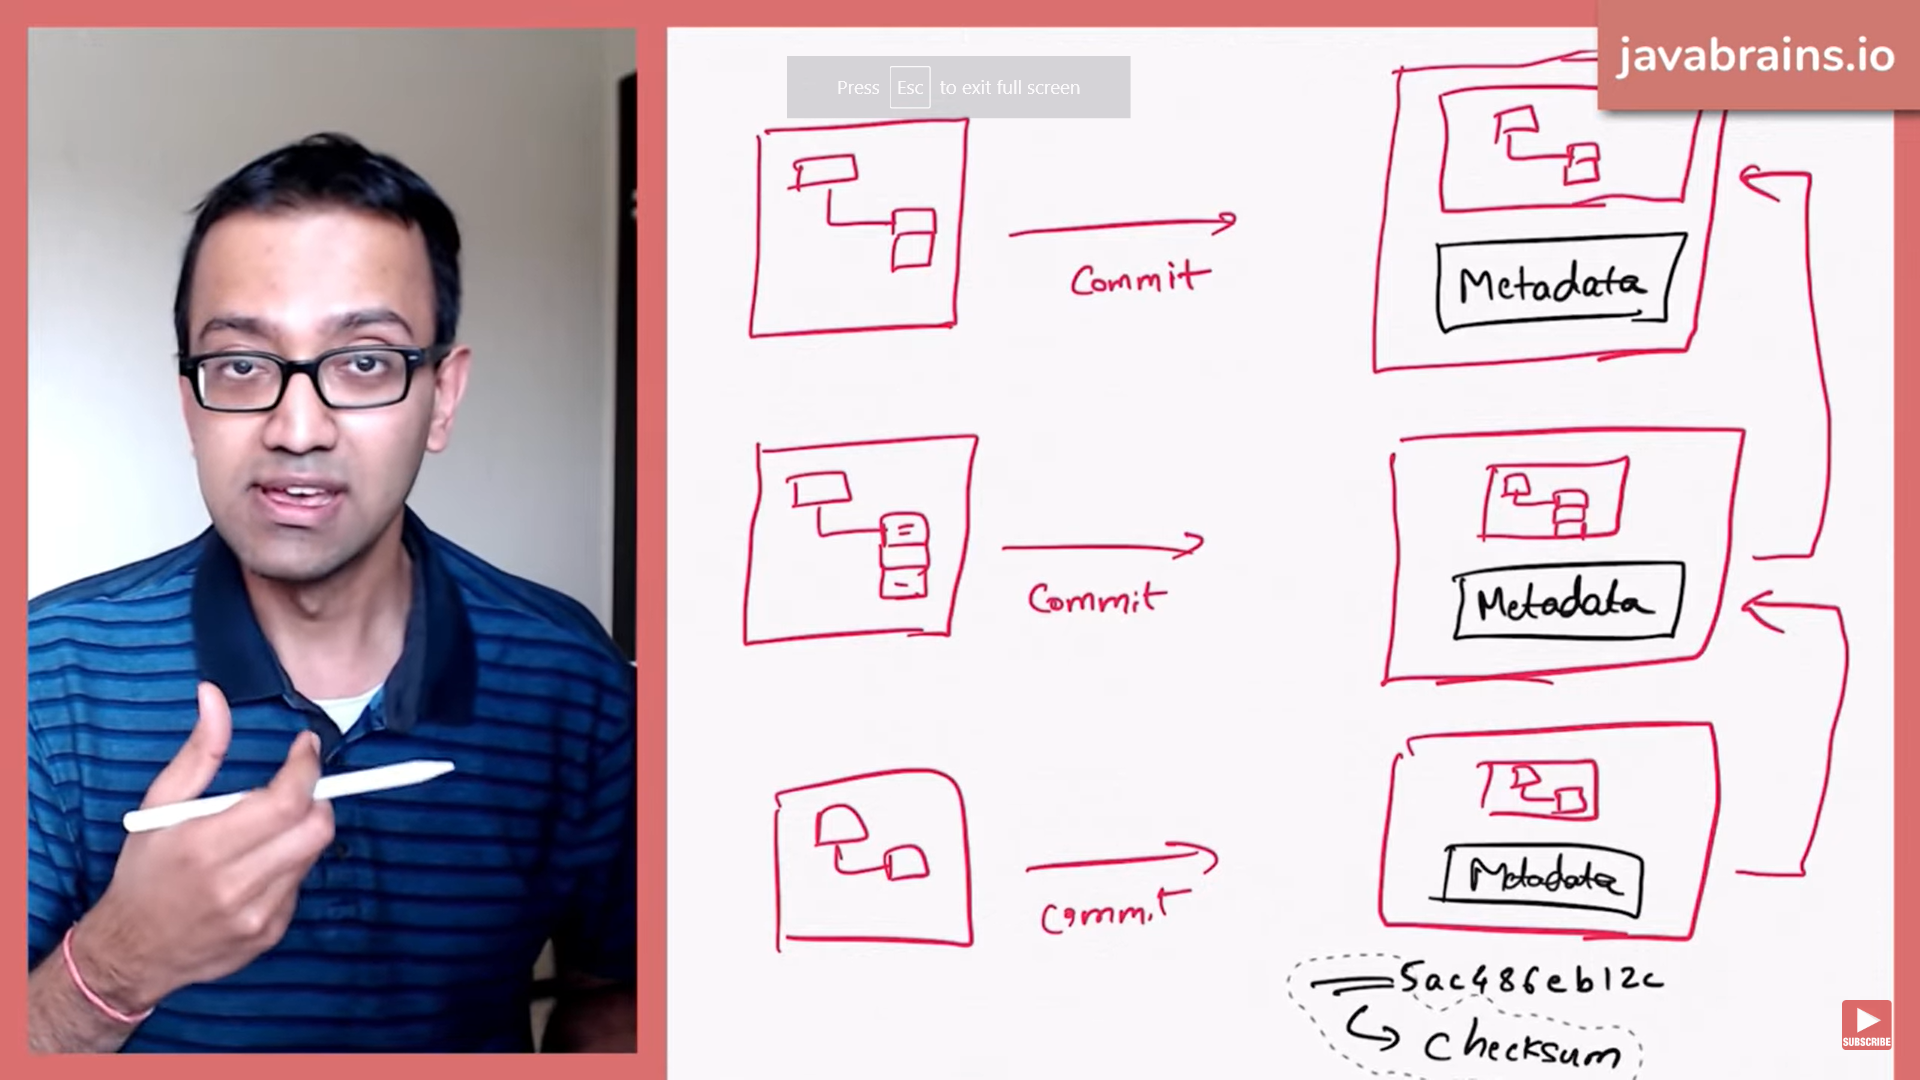 javabrains.io
Press Esc to exit full screen
Commit
Metadata
Commit
Metadata
Commit
Metadata
5ac486eb12c
checksum
SUBSCRIBE